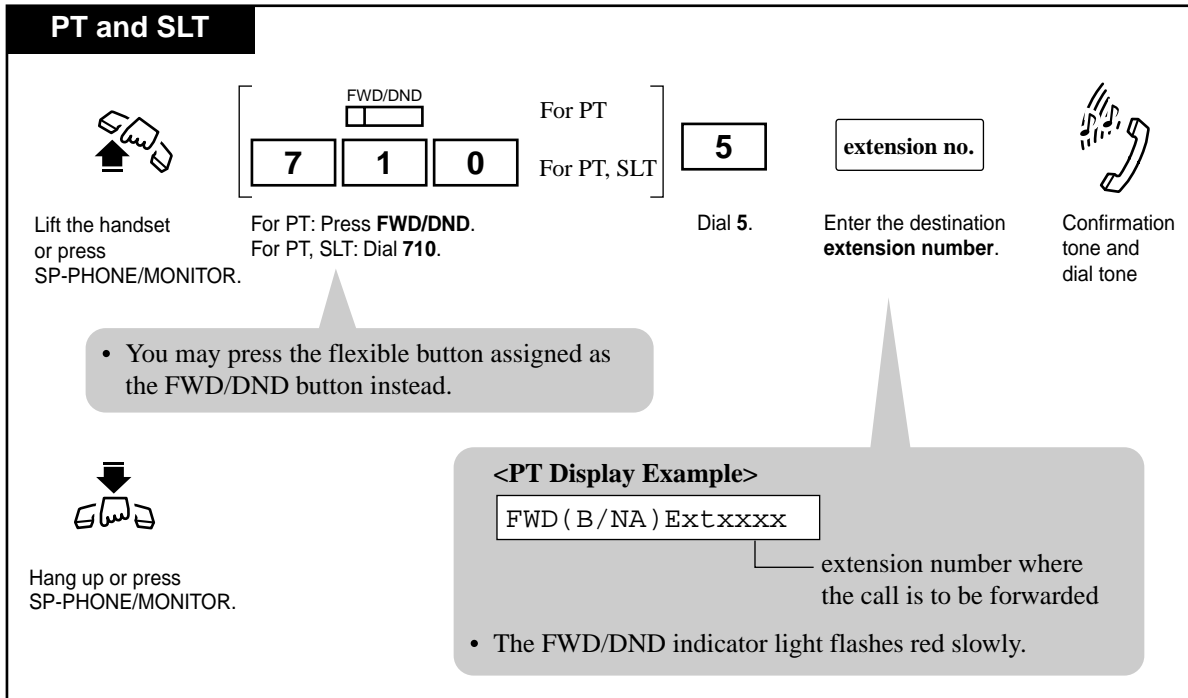 PT and SLT
FWD/DND
For PT
7 1 0
For PT, SLT
5
extension no.
Lift the handset
or press
SP-PHONE/MONITOR.
For PT: Press FWD/DND.
For PT, SLT: Dial 710.
Dial 5.
Enter the destination
extension number.
Confirmation
tone and
dial tone
• You may press the flexible button assigned as
the FWD/DND button instead.
Hang up or press
SP-PHONE/MONITOR.
<PT Display Example>
FWD(B/NA)Extxxxx
extension number where
the call is to be forwarded
• The FWD/DND indicator light flashes red slowly.